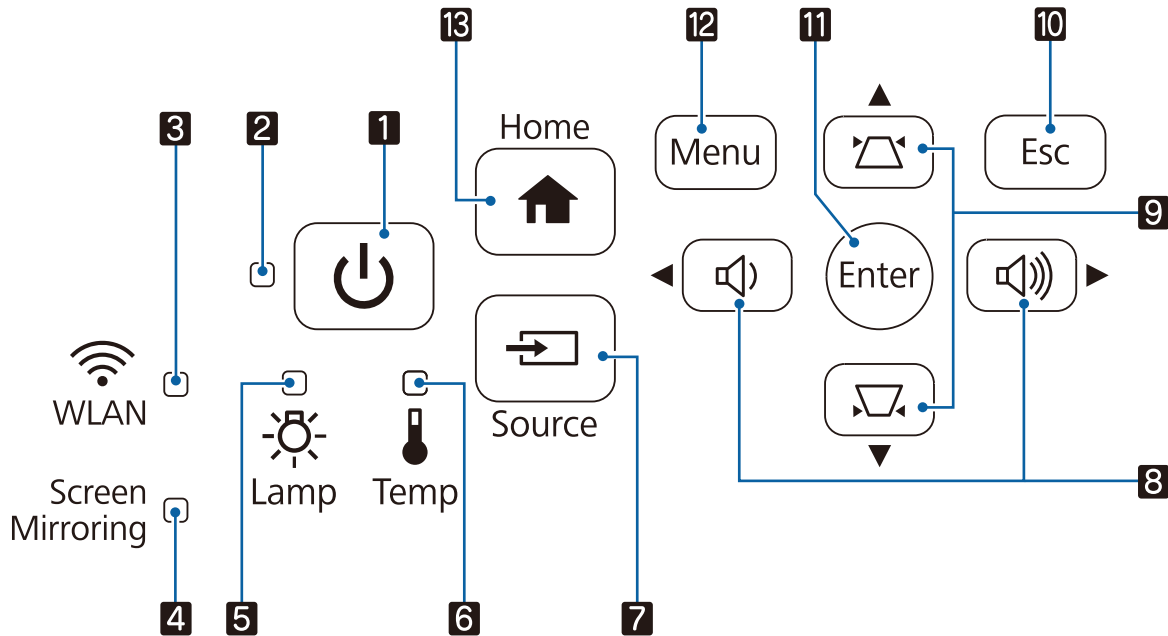 13
12
11
10
3
2
1
Home
Menu
Esc
9
Enter
WLAN
Source
Lamp
Temp
8
Screen
Mirroring
4
5
6
7